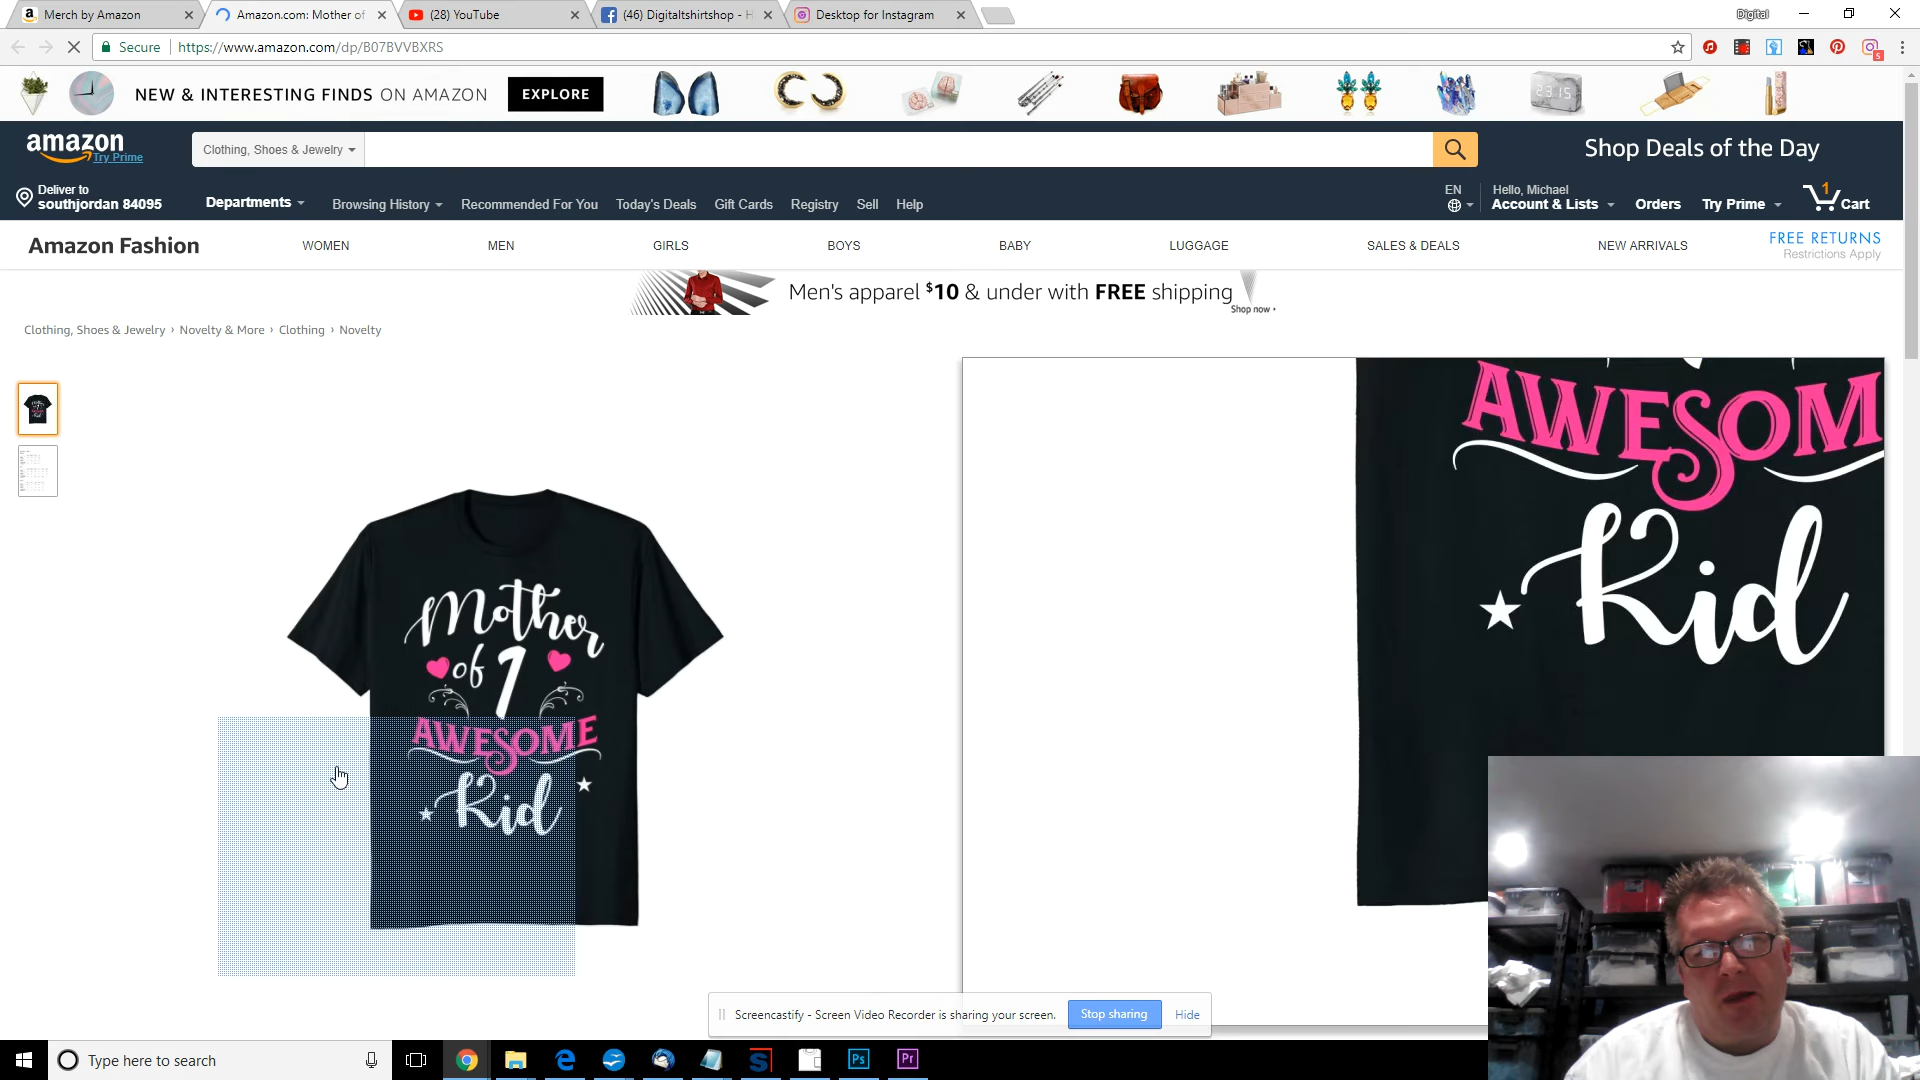 Merch by Amazon
Amazon.com: Mother of
(28) YouTube
(46) Digitaltshirtshop - H
Desktop for Instagram
Digital
Secure
https://www.amazon.com/dp/B07BVVBXRS
5
NEW & INTERESTING FINDS ON AMAZON
EXPLORE
23:15
amazon
Try Prime
Clothing, Shoes & Jewelry
Shop Deals of the Day
Deliver to
southjordan 84095
Departments
Browsing History
Recommended For You
Today's Deals
Gift Cards
Registry
Sell
Help
EN
Hello, Michael
Account & Lists
Orders
Try Prime
1
Cart
Amazon Fashion
WOMEN
MEN
GIRLS
BOYS
BABY
LUGGAGE
SALES & DEALS
NEW ARRIVALS
FREE RETURNS
Restrictions Apply
Men's apparel $10 & under with FREE shipping
Shop now ›
Clothing, Shoes & Jewelry › Novelty & More › Clothing › Novelty
Mother
of 1
AWESOME
Kid
AWESOM
Kid
Screencastify - Screen Video Recorder is sharing your screen.
Stop sharing
Hide
Type here to search
Ps
Pr